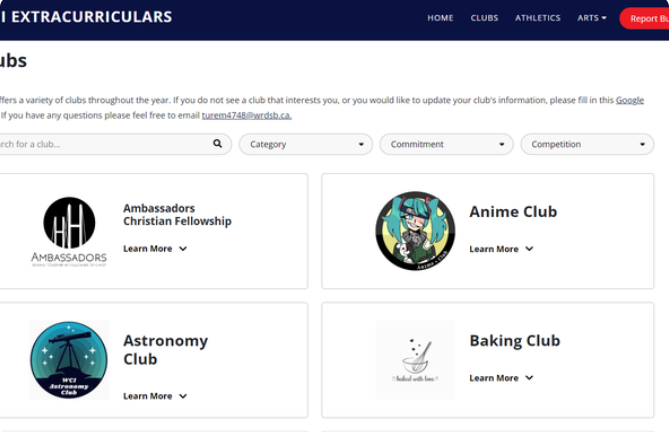 I EXTRACURRICULARS
HOME CLUBS ATHLETICS ARTS Report Bu
ubs
ffers a variety of clubs throughout the year. If you do not see a club that interests you, or you would like to update your club's information, please fill in this Google
If you have any questions please feel free to email turem4748@wrdsb.ca.
rch for a club...
Category
Commitment
Competition
Ambassadors
Christian Fellowship
Learn More
AMBASSADORS
Anime Club
Learn More
Anime Club
Astronomy
Club
Learn More
WCI
Astronomy
Club
Baking Club
Learn More
baked with love